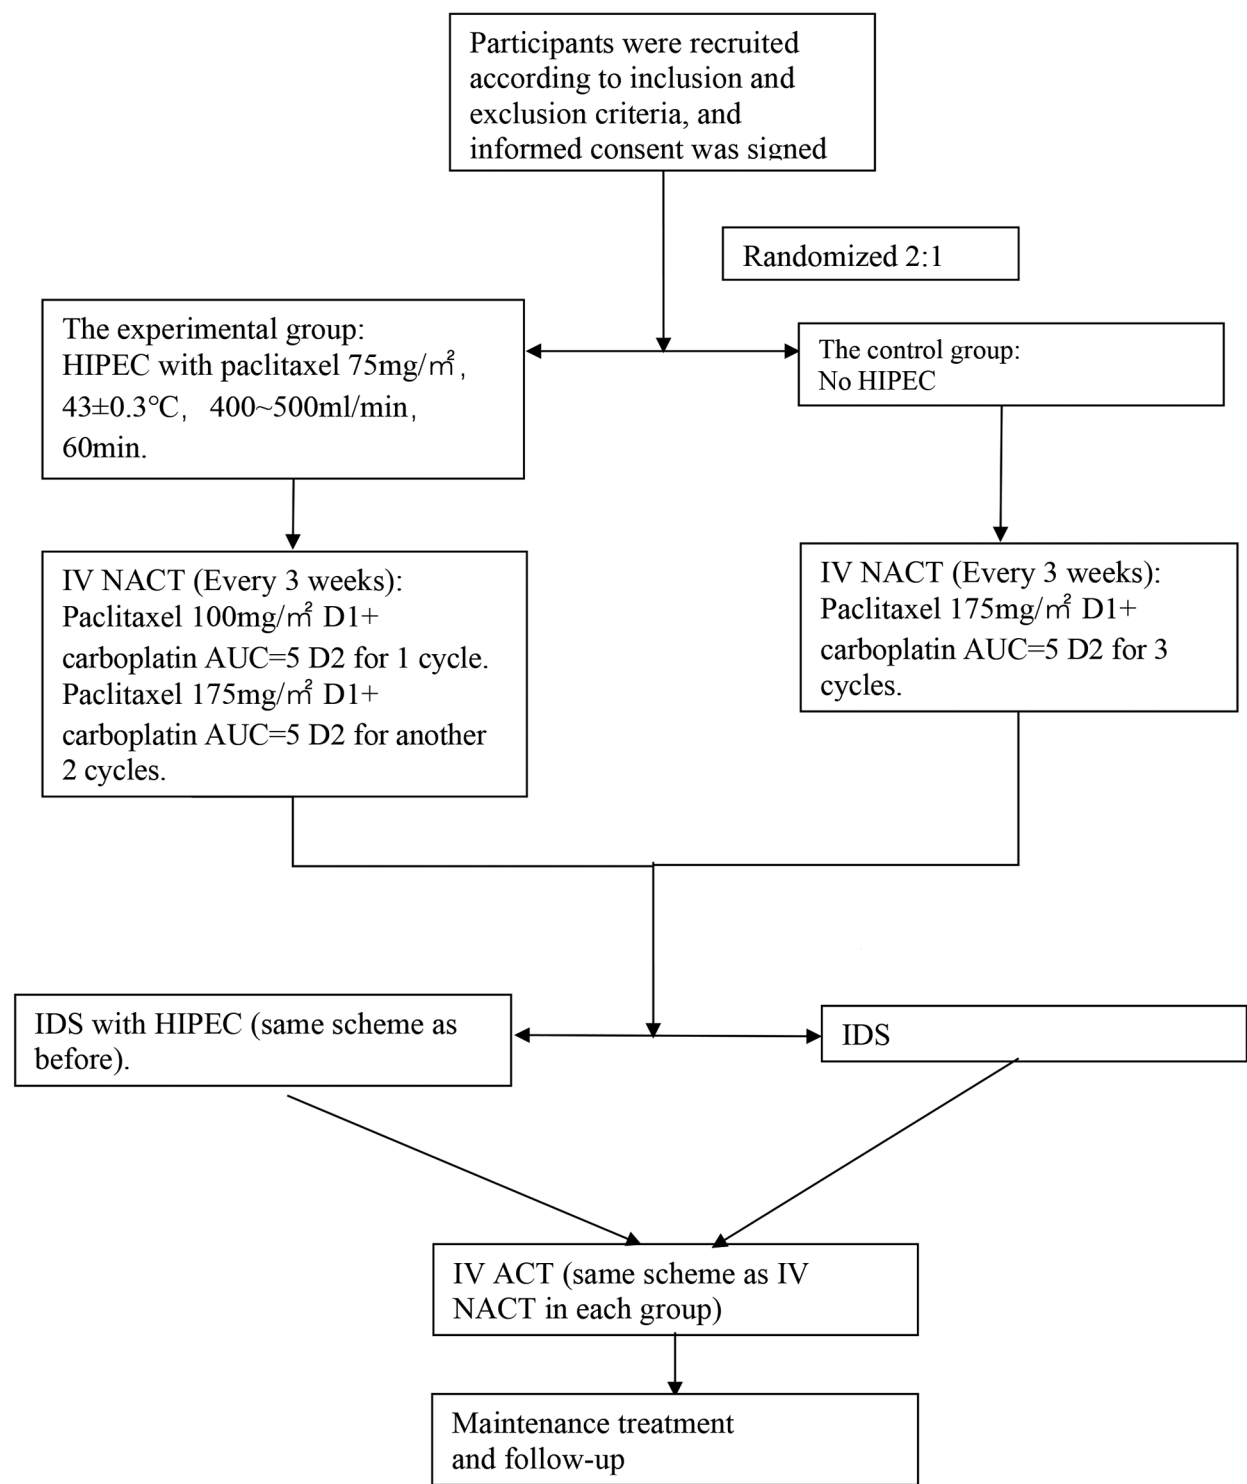 Participants were recruited
according to inclusion and
exclusion criteria, and
informed consent was signed
Randomized 2:1
The experimental group:
HIPEC with paclitaxel 75mg/㎡,
43±0.3℃, 400~500ml/min,
60min.
The control group:
No HIPEC
IV NACT (Every 3 weeks):
Paclitaxel 100mg/㎡ D1+
carboplatin AUC=5 D2 for 1 cycle.
Paclitaxel 175mg/㎡ D1+
carboplatin AUC=5 D2 for another
2 cycles.
IV NACT (Every 3 weeks):
Paclitaxel 175mg/㎡ D1+
carboplatin AUC=5 D2 for 3
cycles.
IDS with HIPEC (same scheme as
before).
IDS
IV ACT (same scheme as IV
NACT in each group)
Maintenance treatment
and follow-up